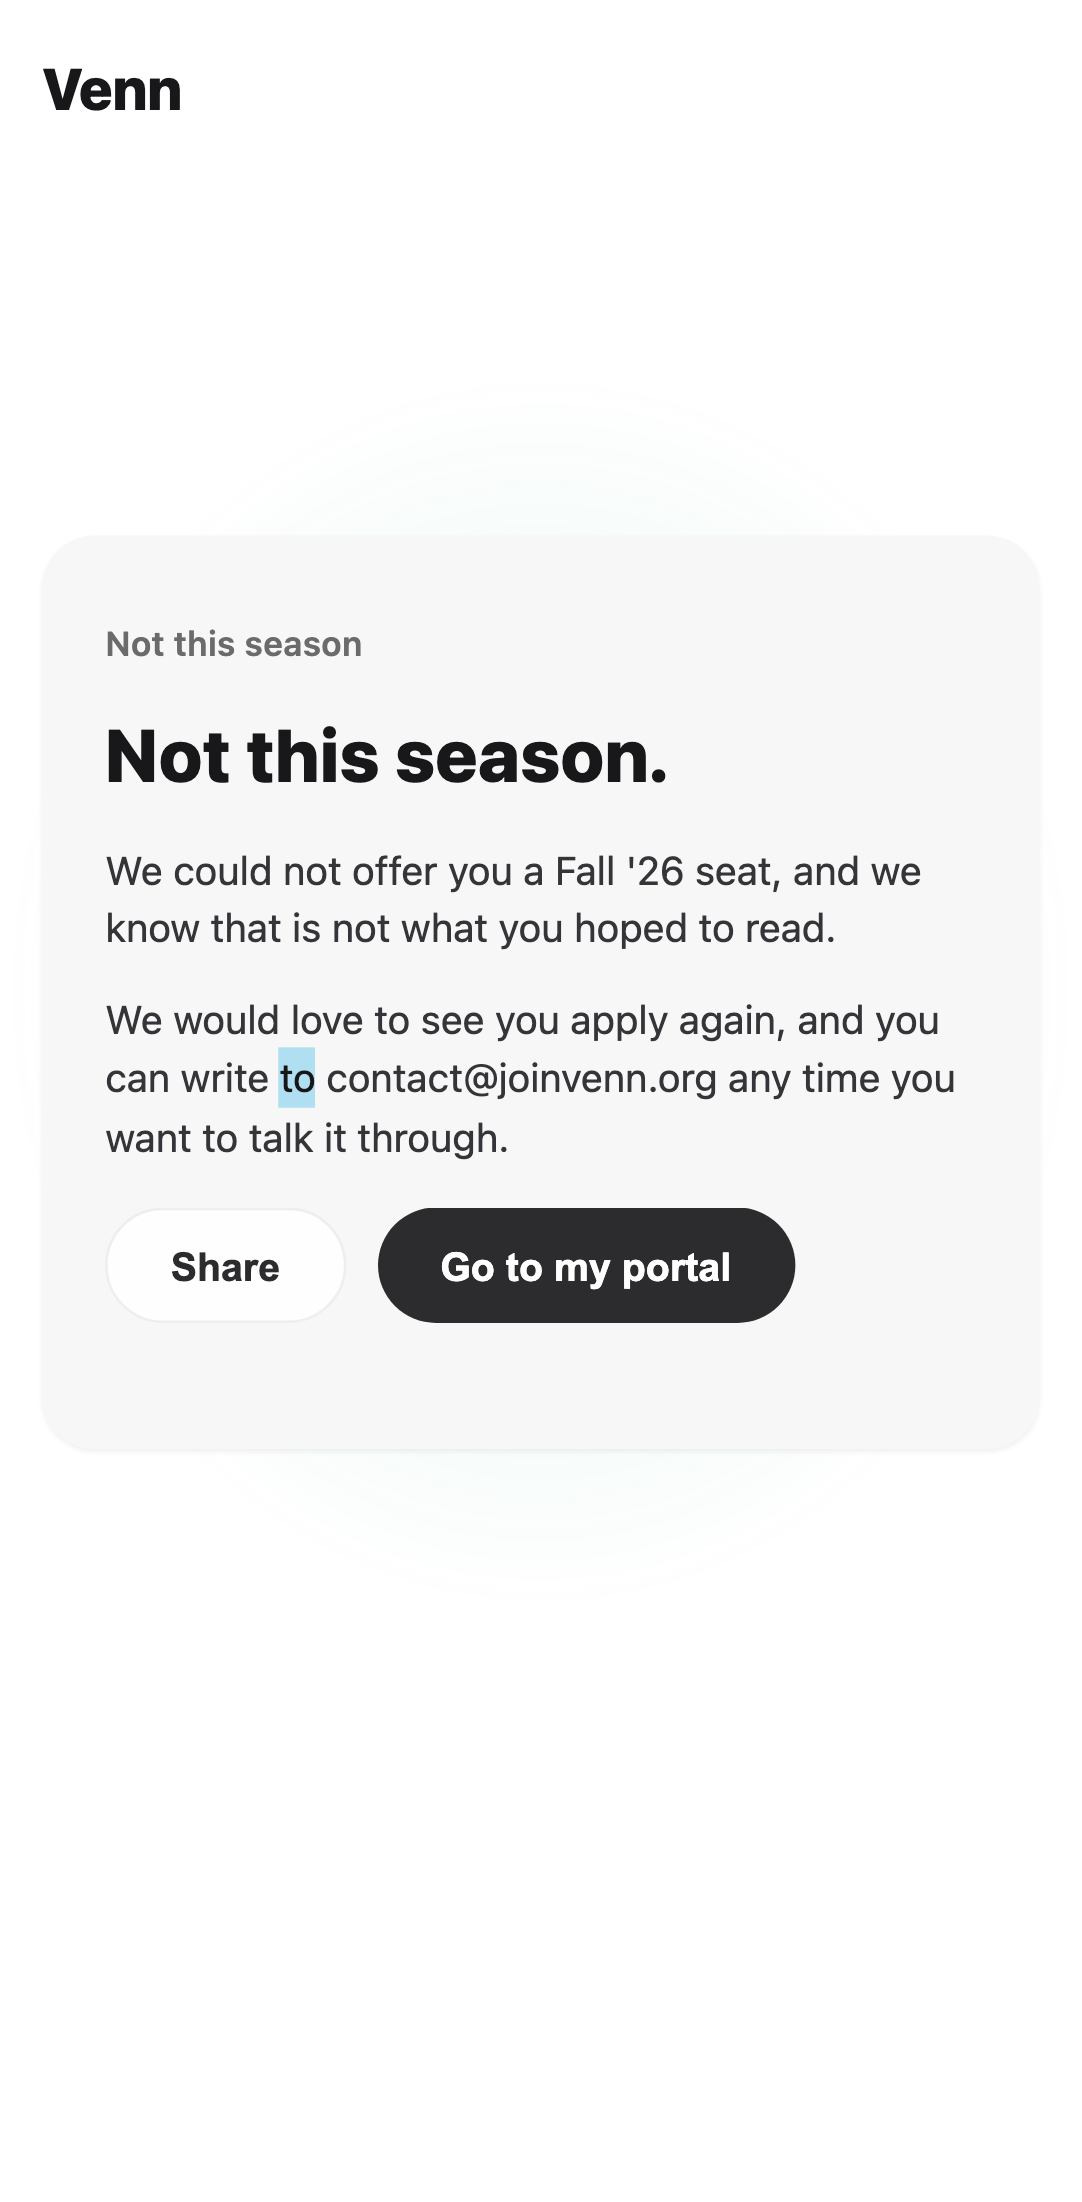 Venn
Not this season
Not this season.
We could not offer you a Fall '26 seat, and we
know that is not what you hoped to read.
We would love to see you apply again, and you
can write to contact@joinvenn.org any time you
want to talk it through.
Share
Go to my portal